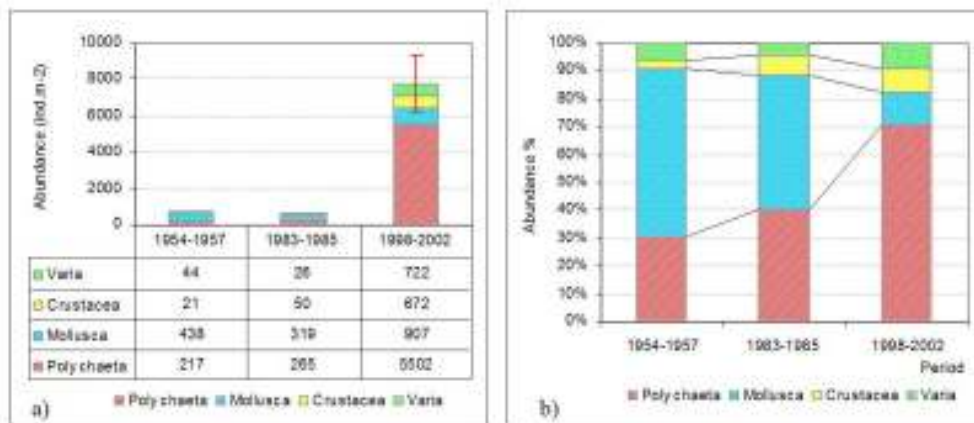 10000
8000
6000
4000
2000
0
Abundance (ind.m-2)
1954-1957 1983-1985 1998-2002
Varia 44 26 722
Crustacea 21 50 672
Mollusca 438 319 907
Polychaeta 217 265 5502
Polychaeta Mollusca Crustacea Varia
a)
100%
90%
80%
70%
60%
50%
40%
30%
20%
10%
0%
Abundance %
1954-1957 1983-1985 1998-2002
Period
Polychaeta Mollusca Crustacea Varia
b)